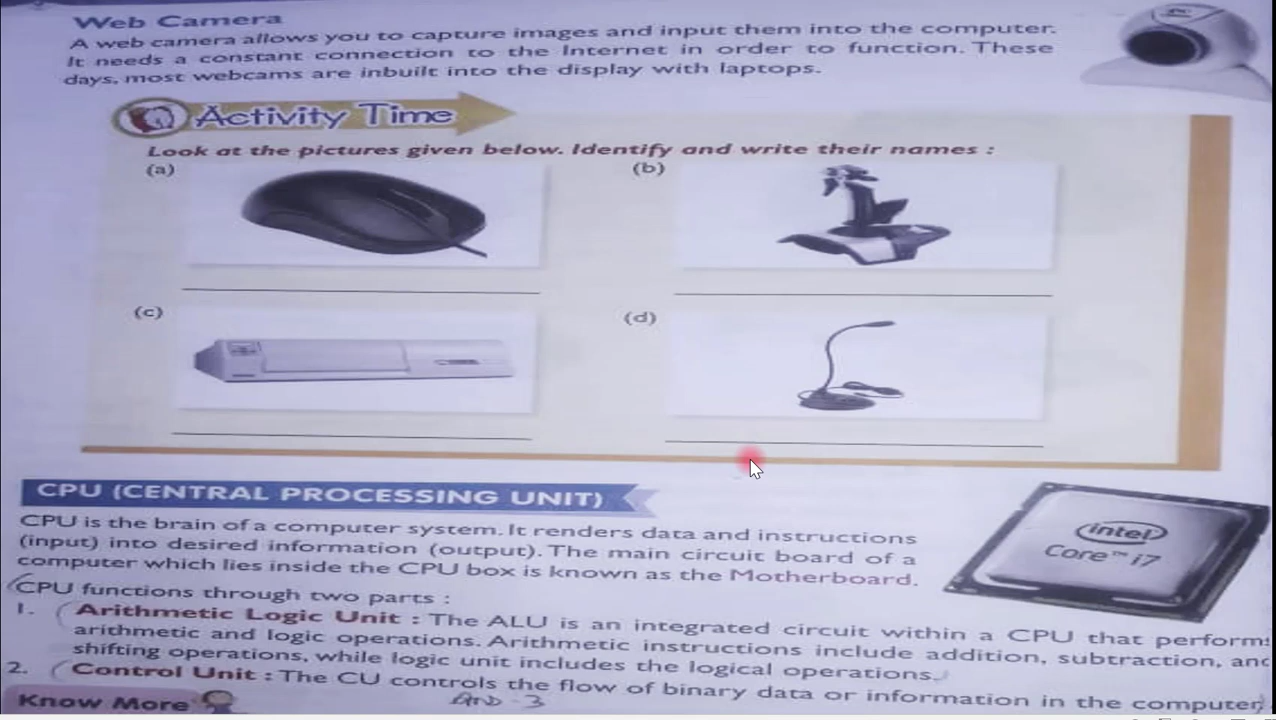 Web Camera
A web camera allows you to capture images and input them into the computer.
It needs a constant connection to the Internet in order to function. These
days, most webcams are inbuilt into the display with laptops.
Activity Time
Look at the pictures given below. Identify and write their names :
(a)
(b)
(c)
(d)
CPU (CENTRAL PROCESSING UNIT)
CPU is the brain of a computer system. It renders data and instructions
(input) into desired information (output). The main circuit board of a
computer which lies inside the CPU box is known as the Motherboard.
CPU functions through two parts :
1. Arithmetic Logic Unit : The ALU is an integrated circuit within a CPU that perform
arithmetic and logic operations. Arithmetic instructions include addition, subtraction, and
shifting operations, while logic unit includes the logical operations.
2. Control Unit : The CU controls the flow of binary data or information in the computer
Know More
intel
Core™ i7